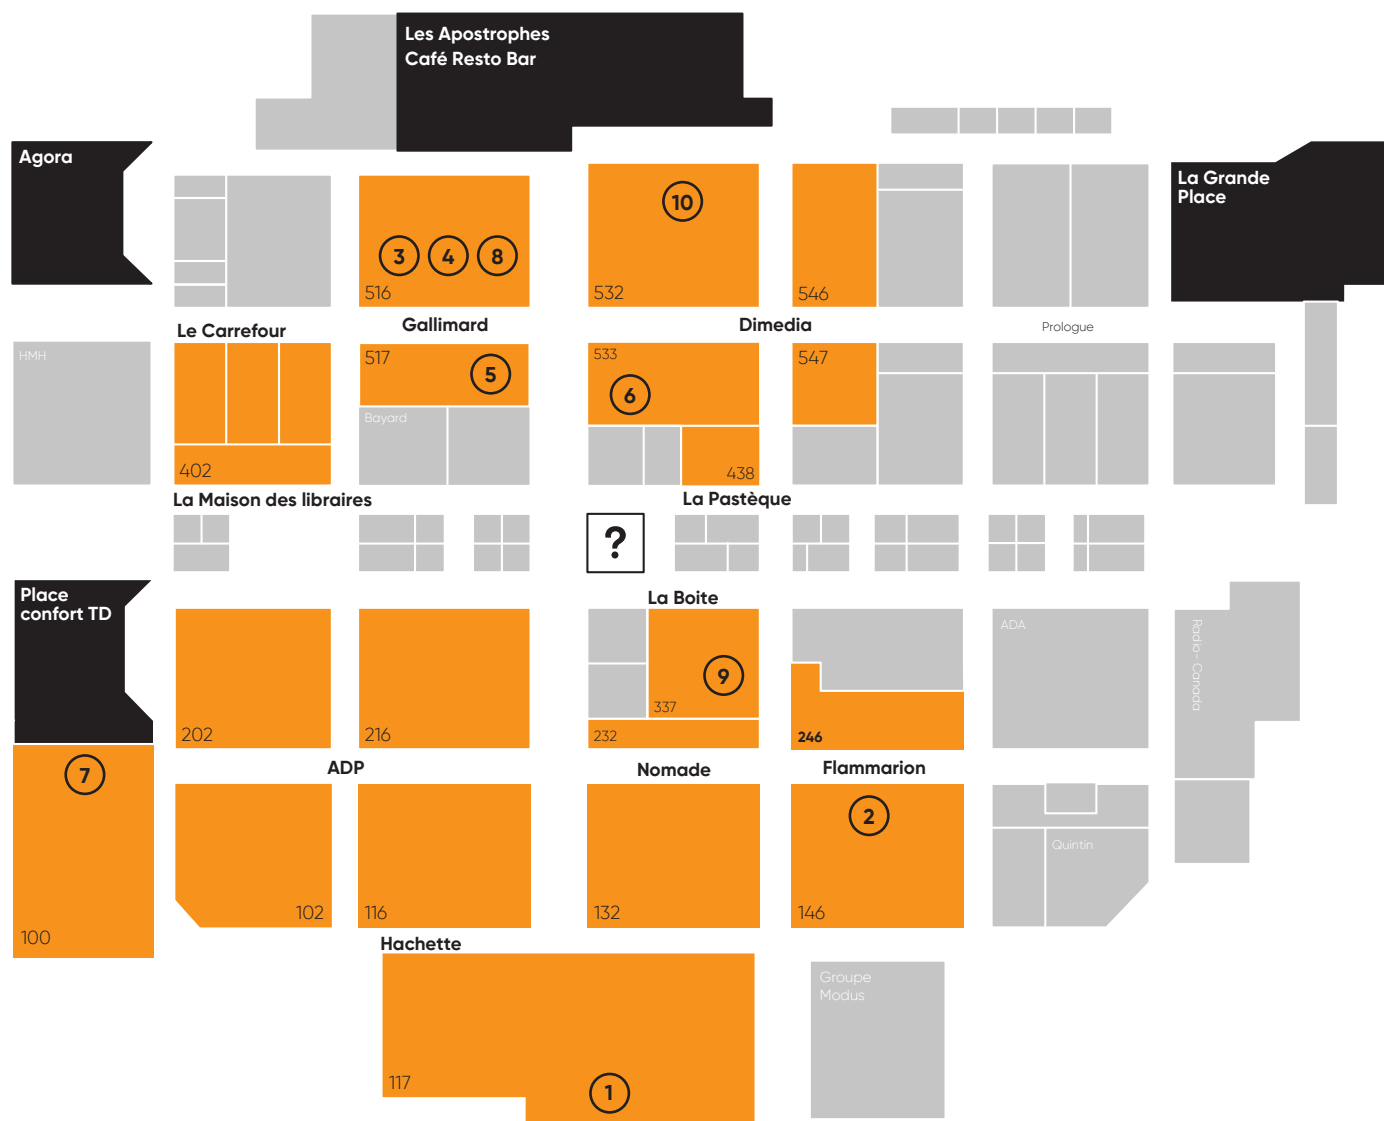 Les Apostrophes
Café Resto Bar
Agora
La Grande
Place
10
3 4 8
516
532
546
Le Carrefour
Gallimard
Dimedia
Prologue
HMH
517
5
533
6
547
Bayard
402
438
La Maison des libraires
La Pastèque
?
Place
confort TD
La Boite
ADA
Radio-Canada
9
337
202
216
232
246
7
ADP
Nomade
Flammarion
2
Quintin
100
102
116
132
146
Hachette
Groupe
Modus
117
1